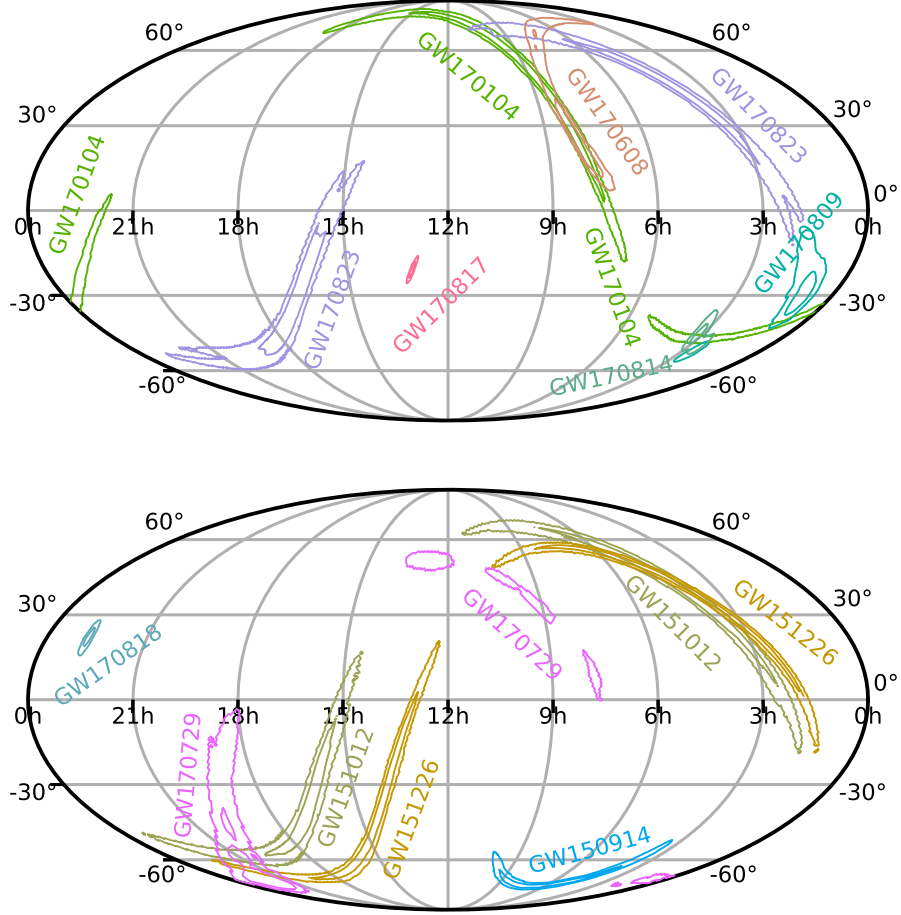 60°
60°
GW170104
GW170823
GW170608
30°
30°
GW170104
GW170809
0°
0h
21h
18h
15h
12h
9h
6h
3h
0h
GW170823
GW170817
GW170104
-30°
-30°
GW170814
-60°
-60°
60°
60°
GW151012
GW151226
30°
30°
GW170818
GW170729
0°
0h
21h
18h
15h
12h
9h
6h
3h
0h
GW170729
GW151012
GW151226
-30°
-30°
GW150914
-60°
-60°